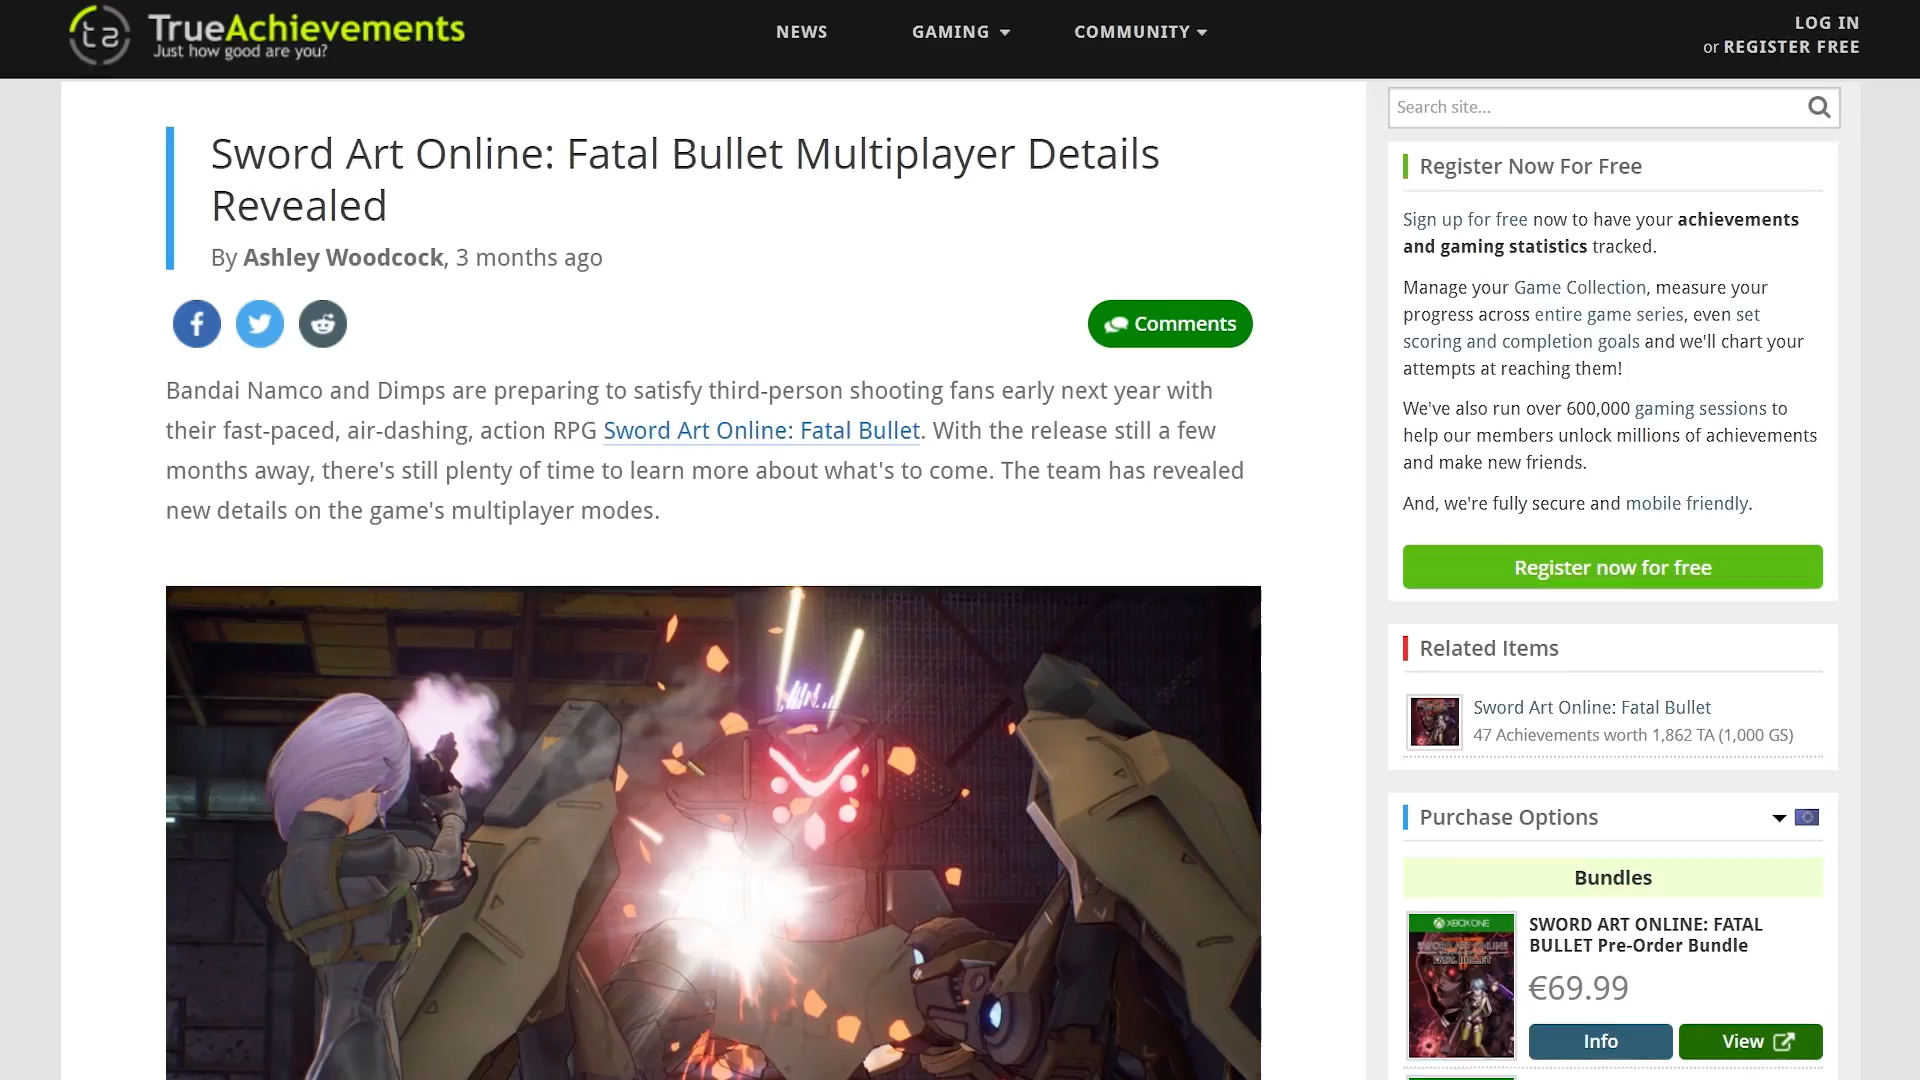 TrueAchievements
Just how good are you?
NEWS
GAMING
COMMUNITY
LOG IN
or REGISTER FREE
Sword Art Online: Fatal Bullet Multiplayer Details
Revealed
By Ashley Woodcock, 3 months ago
Comments
Bandai Namco and Dimps are preparing to satisfy third-person shooting fans early next year with
their fast-paced, air-dashing, action RPG Sword Art Online: Fatal Bullet. With the release still a few
months away, there's still plenty of time to learn more about what's to come. The team has revealed
new details on the game's multiplayer modes.
Search site...
Register Now For Free
Sign up for free now to have your achievements
and gaming statistics tracked.
Manage your Game Collection, measure your
progress across entire game series, even set
scoring and completion goals and we'll chart your
attempts at reaching them!
We've also run over 600,000 gaming sessions to
help our members unlock millions of achievements
and make new friends.
And, we're fully secure and mobile friendly.
Register now for free
Related Items
Sword Art Online: Fatal Bullet
47 Achievements worth 1,862 TA (1,000 GS)
Purchase Options
Bundles
XBOX ONE
SWORD ART ONLINE
FATAL BULLET
SWORD ART ONLINE: FATAL
BULLET Pre-Order Bundle
€69.99
Info
View